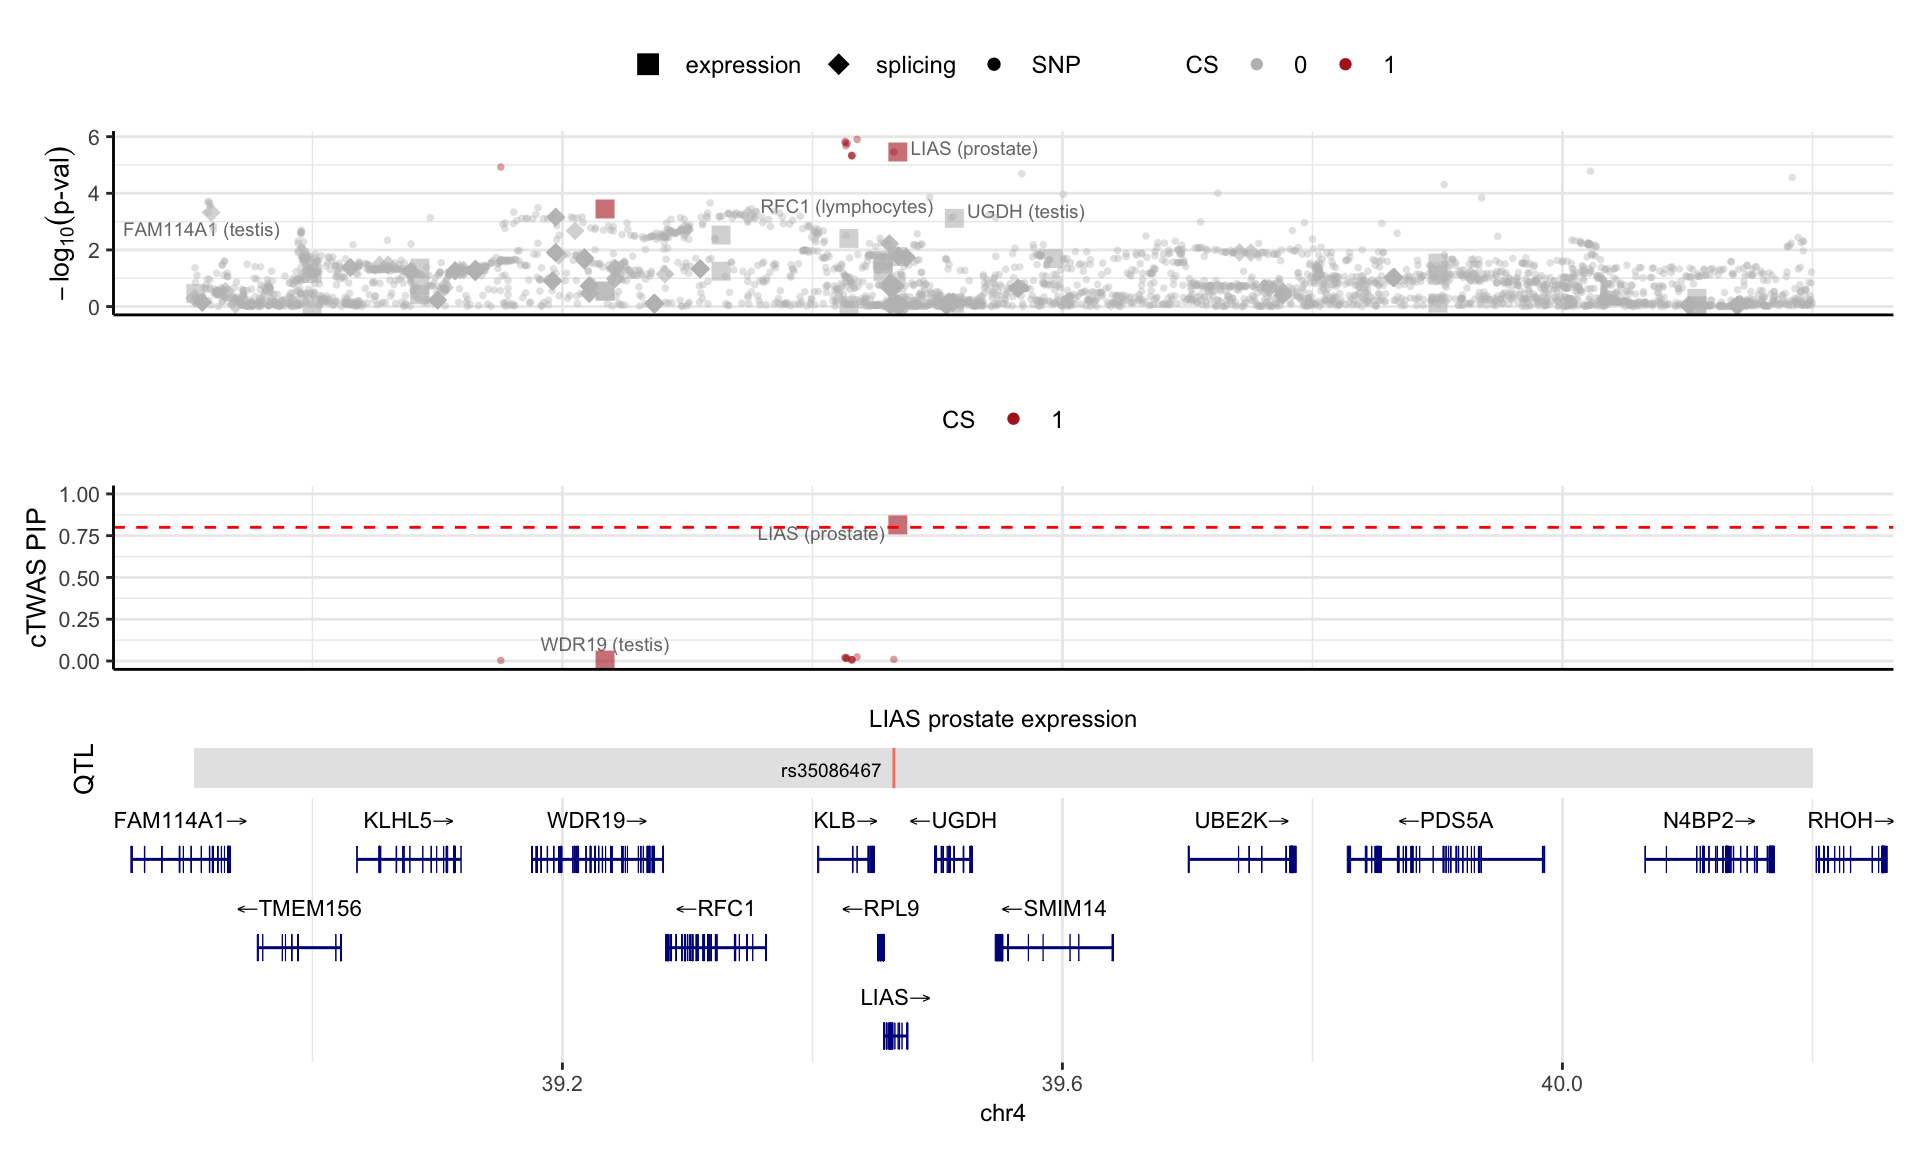 expression splicing SNP CS 0 1
−log10(p-val)
6
4
2
0
LIAS (prostate)
RFC1 (lymphocytes)
UGDH (testis)
FAM114A1 (testis)
CS 1
cTWAS PIP
1.00
0.75
0.50
0.25
0.00
LIAS (prostate)
WDR19 (testis)
LIAS prostate expression
QTL
rs35086467
FAM114A1→ KLHL5→ WDR19→ KLB→ ←UGDH UBE2K→ ←PDS5A N4BP2→ RHOH→
←TMEM156 ←RFC1 ←RPL9 ←SMIM14
LIAS→
39.2 39.6 40.0
chr4